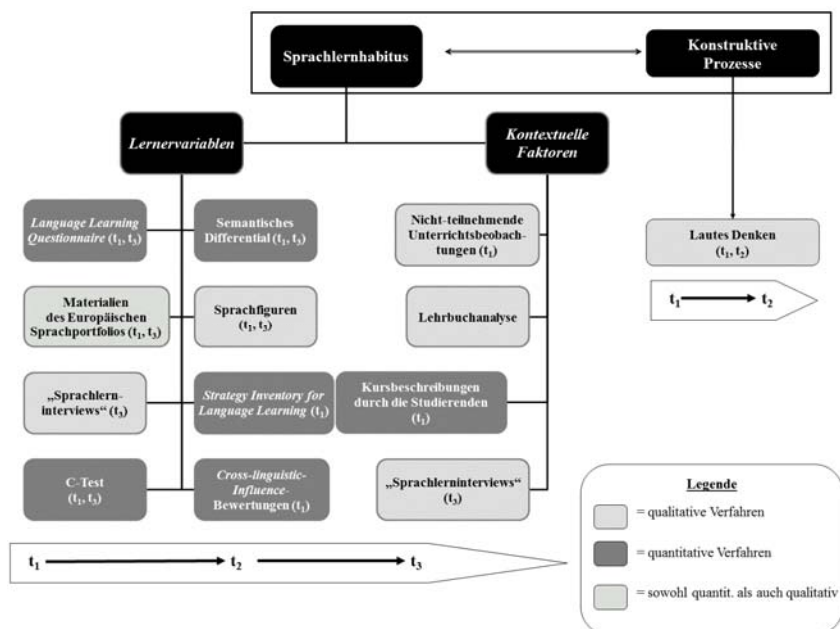 Sprachlernhabitus
Konstruktive
Prozesse
Lernervariablen
Kontextuelle
Faktoren
Language Learning
Questionnaire (t1, t3)
Semantisches
Differential (t1, t3)
Nicht-teilnehmende
Unterrichtsbeobach-
tungen (t1)
Lautes Denken
(t1, t2)
t1 t2
Materialien
des Europäischen
Sprachportfolios (t1, t3)
Sprachfiguren
(t1, t3)
Lehrbuchanalyse
„Sprachlern-
interviews“ (t3)
Strategy Inventory for
Language Learning (t1)
Kursbeschreibungen
durch die Studierenden
(t1)
C-Test
(t1, t3)
Cross-linguistic-
Influence-
Bewertungen (t1)
„Sprachlerninterviews“
(t3)
t1 t2 t3
Legende
= qualitative Verfahren
= quantitative Verfahren
= sowohl quantit. als auch qualitativ